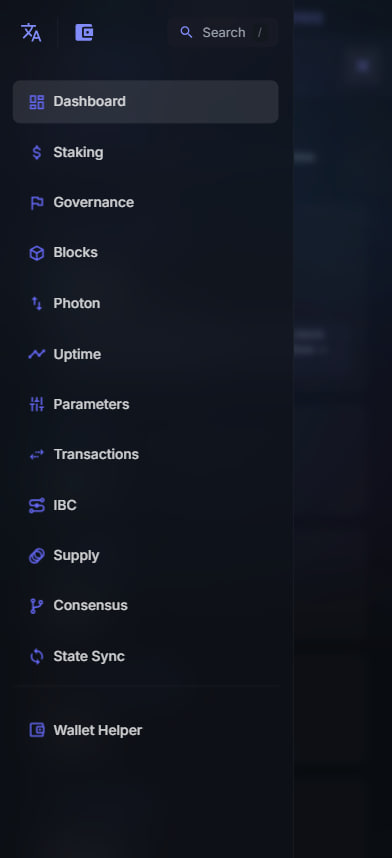 Search /
Dashboard
Staking
Governance
Blocks
Photon
Uptime
Parameters
Transactions
IBC
Supply
Consensus
State Sync
Wallet Helper